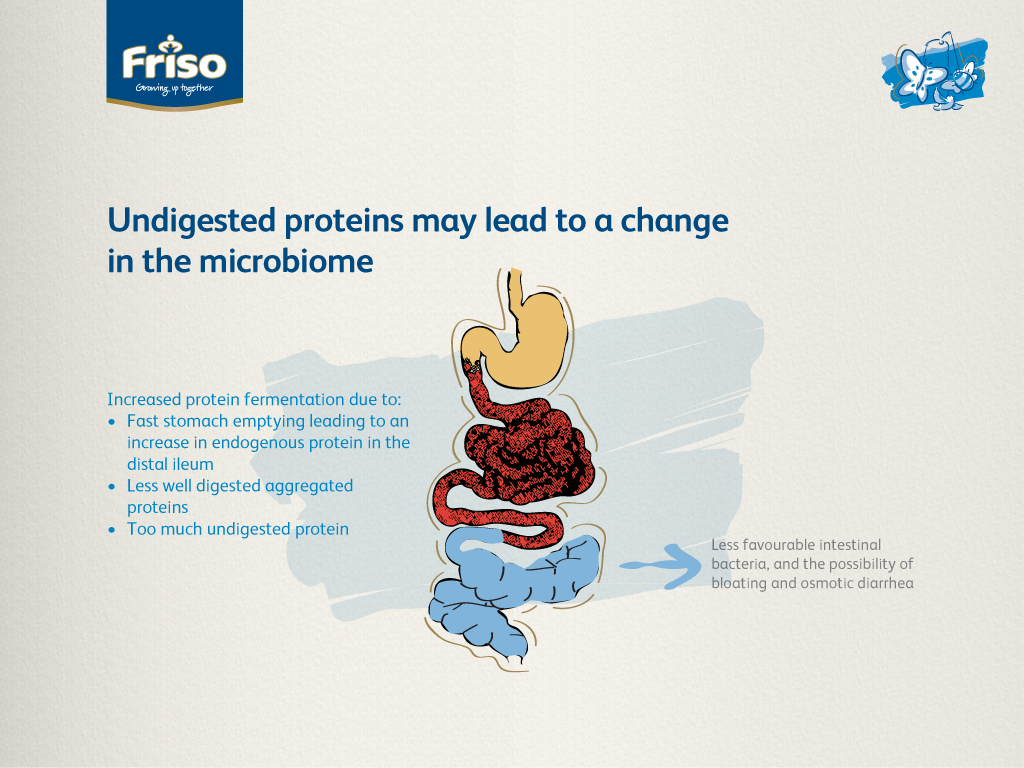 Friso
Growing up together
Undigested proteins may lead to a change
in the microbiome
Increased protein fermentation due to:
• Fast stomach emptying leading to an
increase in endogenous protein in the
distal ileum
• Less well digested aggregated
proteins
• Too much undigested protein
Less favourable intestinal
bacteria, and the possibility of
bloating and osmotic diarrhea